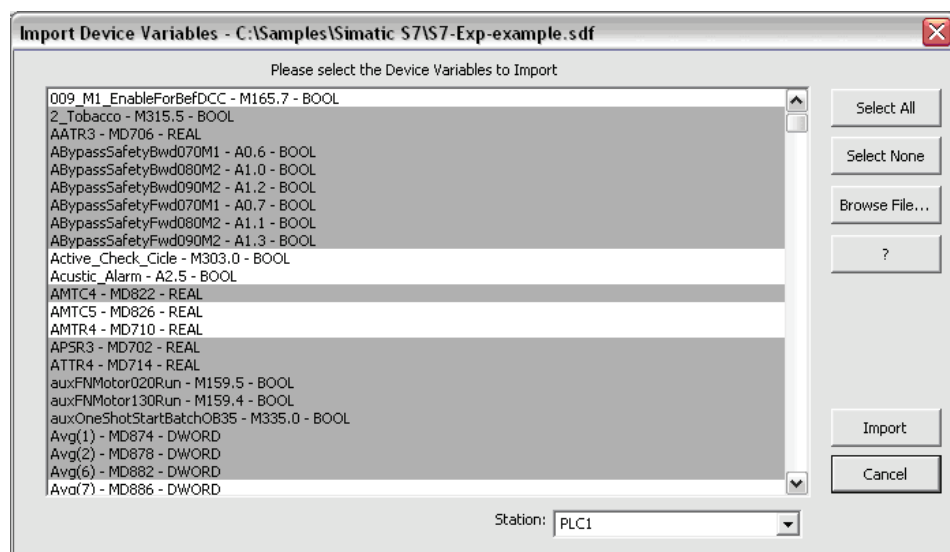 Import Device Variables - C:\Samples\Simatic S7\S7-Exp-example.sdf
Please select the Device Variables to Import
009_M1_EnableForBefDCC - M165.7 - BOOL
2_Tobacco - M315.5 - BOOL
AATR3 - MD706 - REAL
ABypassSafetyBwd070M1 - A0.6 - BOOL
ABypassSafetyBwd080M2 - A1.0 - BOOL
ABypassSafetyBwd090M2 - A1.2 - BOOL
ABypassSafetyFwd070M1 - A0.7 - BOOL
ABypassSafetyFwd080M2 - A1.1 - BOOL
ABypassSafetyFwd090M2 - A1.3 - BOOL
Active_Check_Cicle - M303.0 - BOOL
Acustic_Alarm - A2.5 - BOOL
AMTC4 - MD822 - REAL
AMTC5 - MD826 - REAL
AMTR4 - MD710 - REAL
APSR3 - MD702 - REAL
ATTR4 - MD714 - REAL
auxFNMotor020Run - M159.5 - BOOL
auxFNMotor130Run - M159.4 - BOOL
auxOneShotStartBatchOB35 - M335.0 - BOOL
Avg(1) - MD874 - DWORD
Avg(2) - MD878 - DWORD
Avg(6) - MD882 - DWORD
Avg(7) - MD886 - DWORD
Select All
Select None
Browse File...
?
Import
Cancel
Station: PLC1